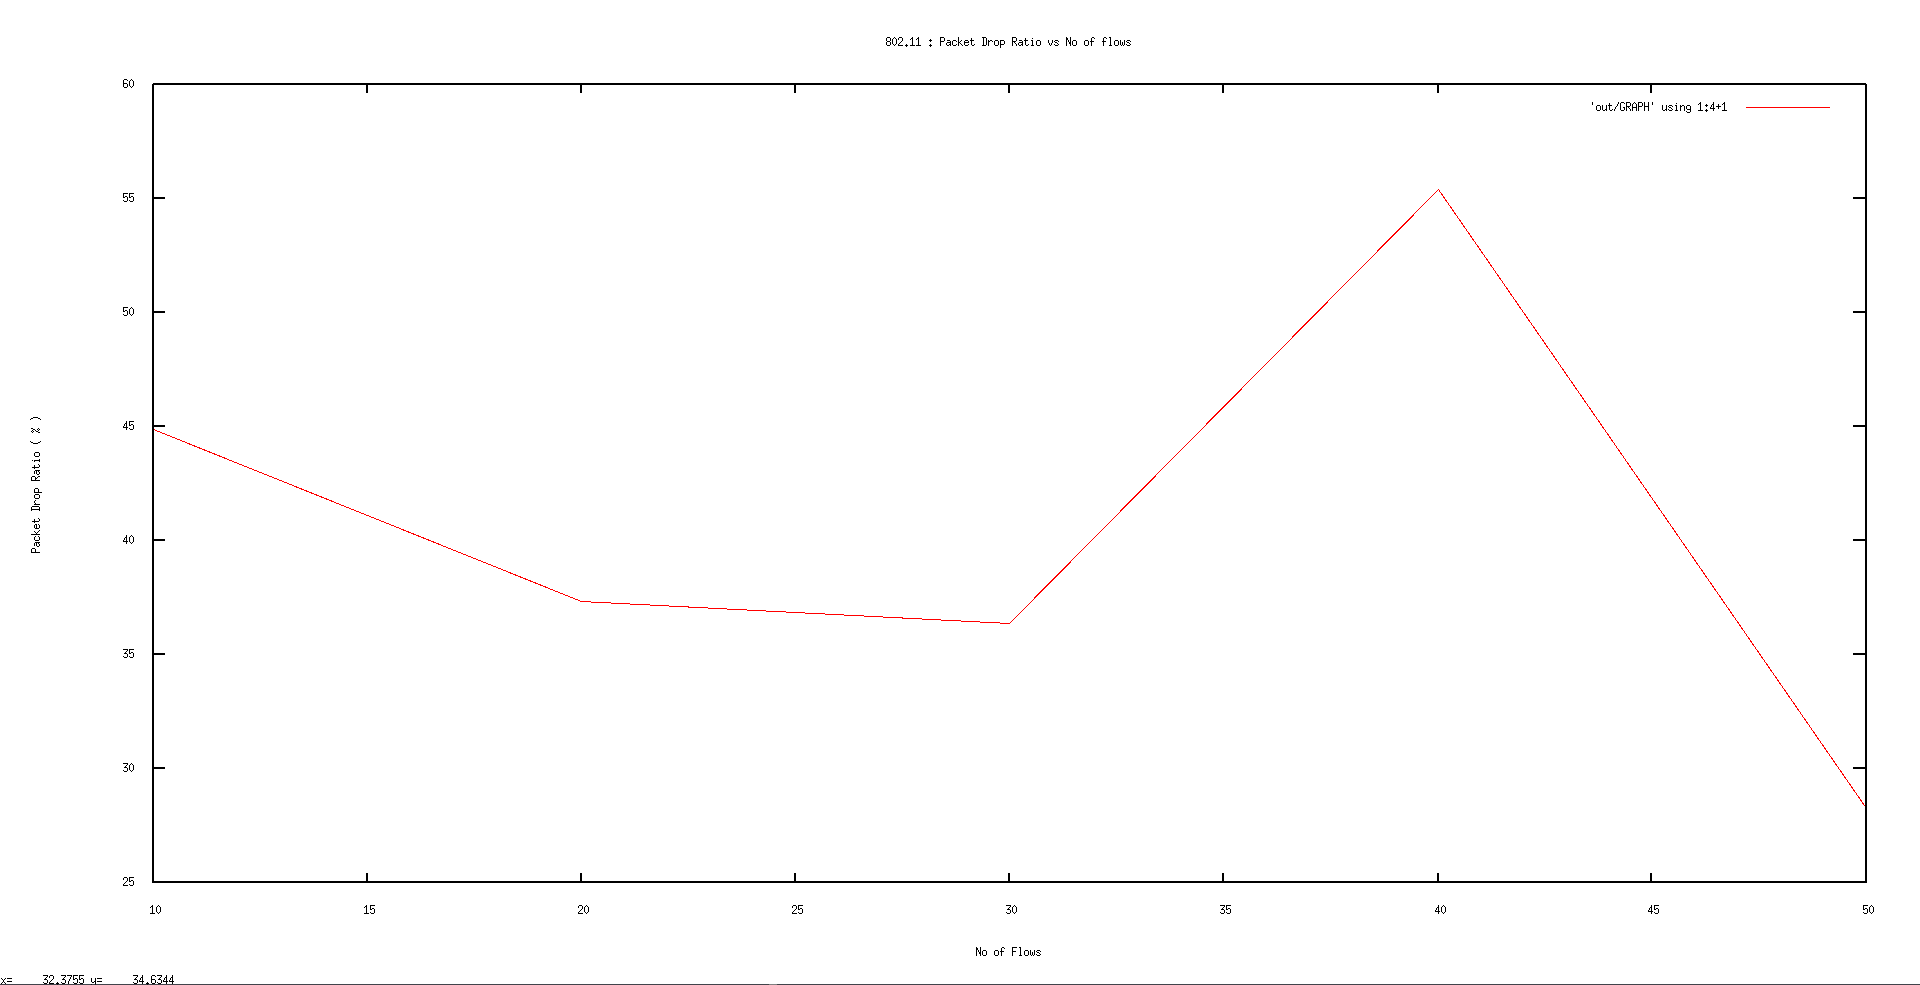 802.11 : Packet Drop Ratio vs No of flows
'out/GRAPH' using 1:4+1
60
55
50
45
40
35
30
25
Packet Drop Ratio ( % )
10 15 20 25 30 35 40 45 50
No of Flows
x= 32.3755 y= 34.6344